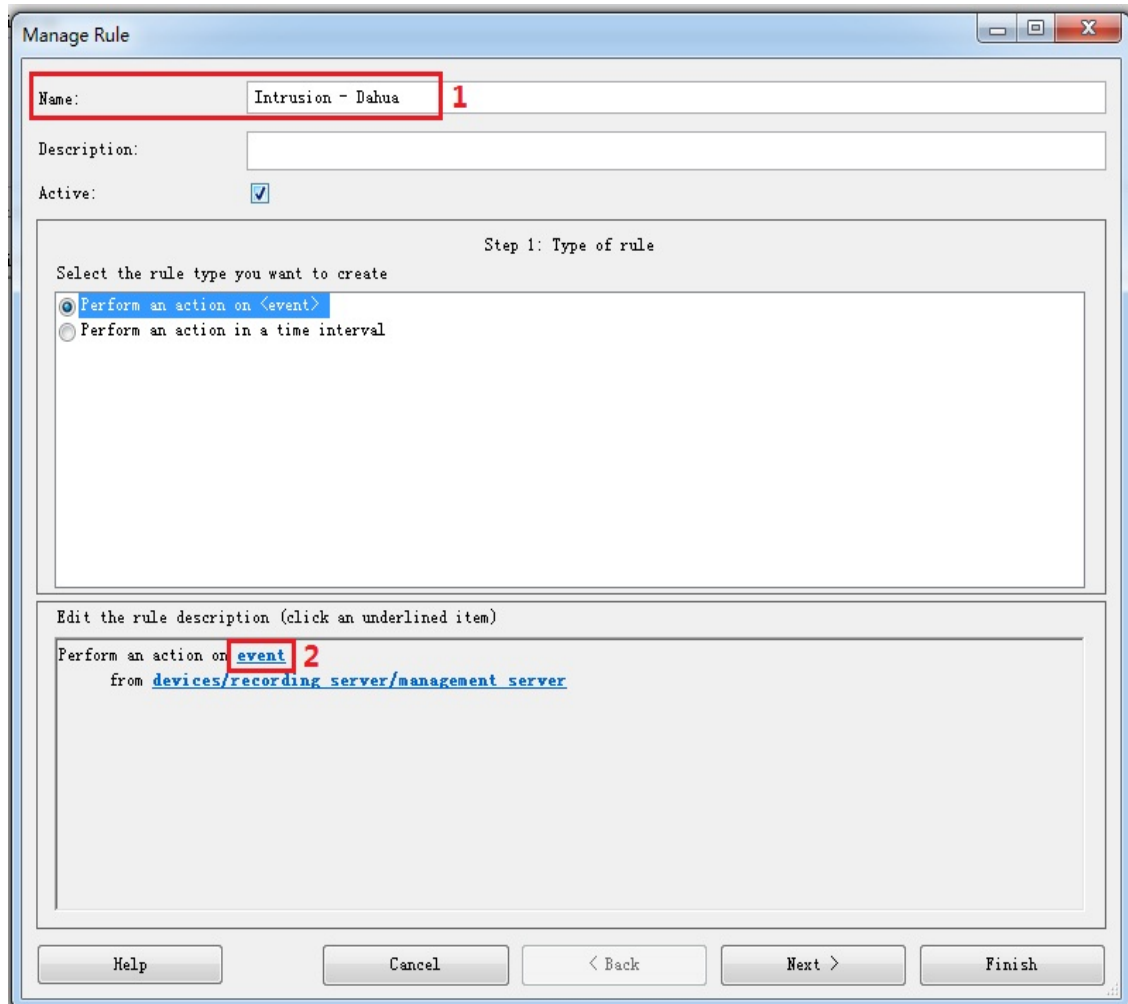 Manage Rule
Name: Intrusion - Dahua 1
Description:
Active:
Step 1: Type of rule
Select the rule type you want to create
Perform an action on <event>
Perform an action in a time interval
Edit the rule description (click an underlined item)
Perform an action on event 2
from devices/recording server/management server
Help Cancel < Back Next > Finish